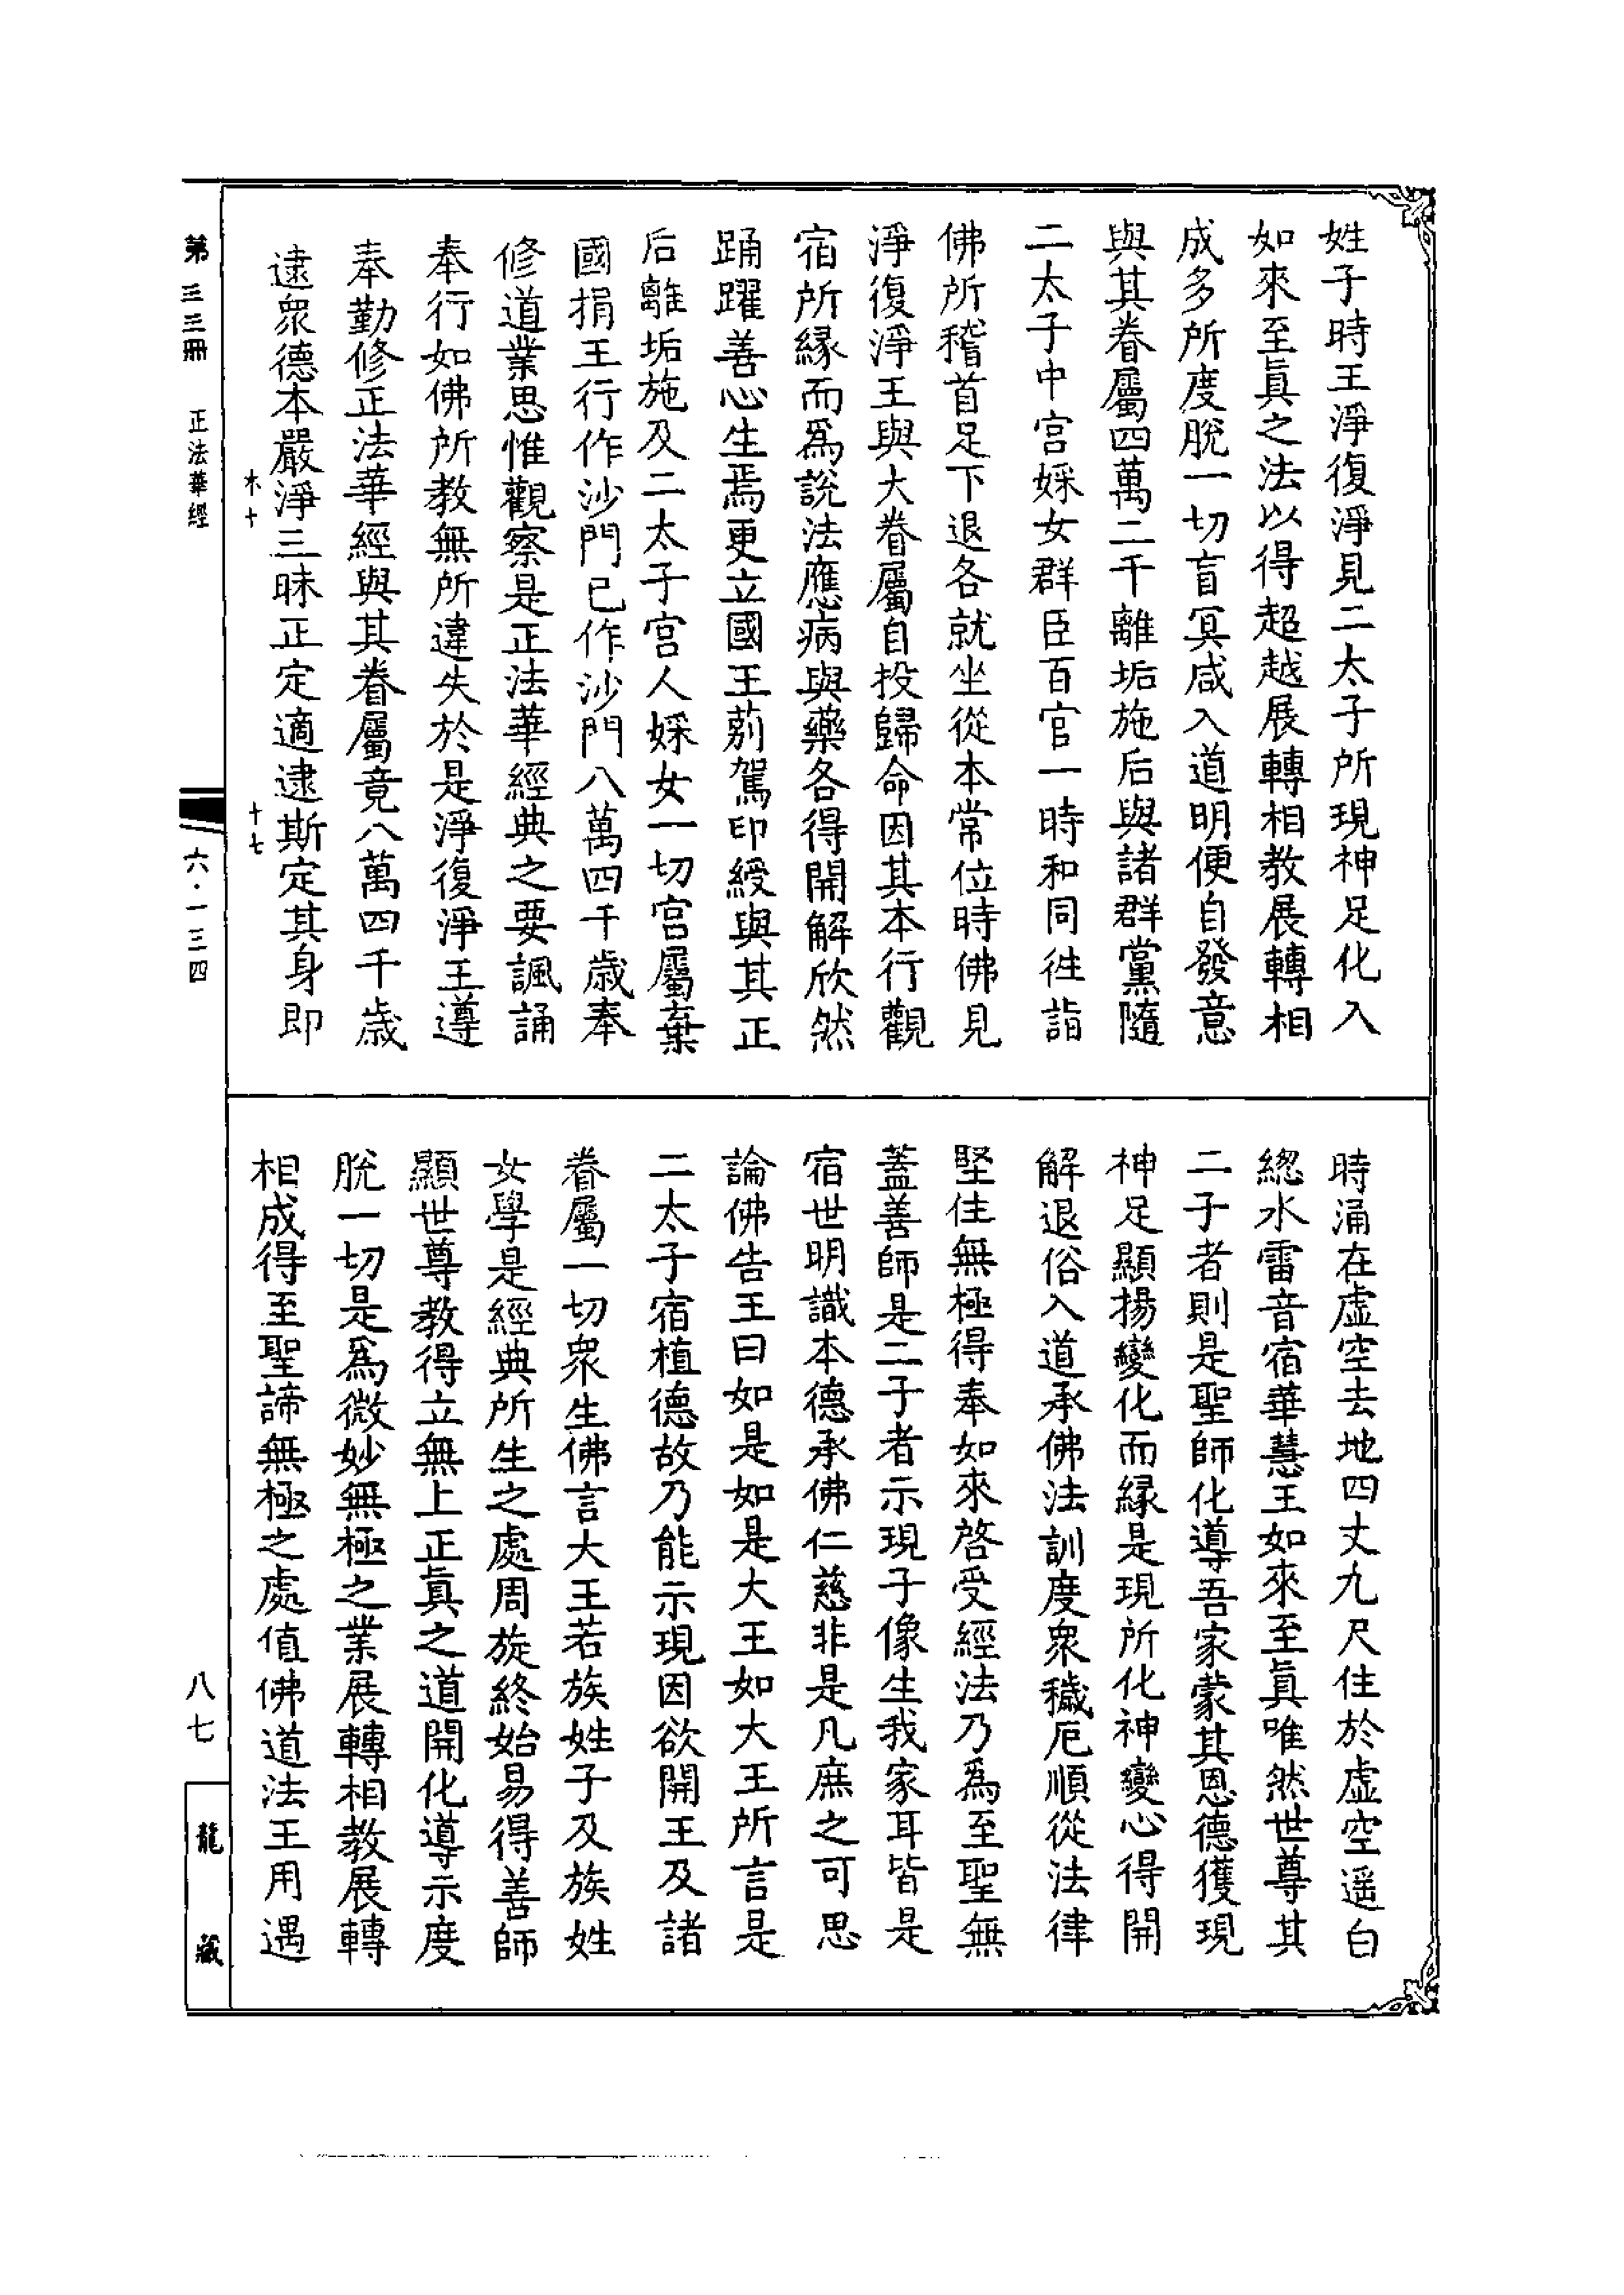 姓子時王淨復淨見二太子所現神足化入
如來至眞之法以得超越展轉相教展轉相
成多所度脫一切盲冥咸入道明便自發意
與其眷屬四萬二千離垢施后與諸群黨隨
二太子中宫婇女群臣百官一時和同徃詣
佛所稽首足下退各就坐從本常位時佛見
淨復淨王與大眷屬自投歸命因其本行觀
宿所縁而爲說法應病與藥各得開解欣然
踊躍善心生焉更立國王剏駕印綬與其正
后離垢施及二太子宫人婇女一切宫屬棄
國捐王行作沙門已作沙門八萬四千歳奉
修道業思惟觀察是正法華經典之要諷誦
奉行如佛所教無所違失於是淨復淨王遵
奉勤修正法華經與其眷屬竟八萬四千歳
逮衆德本嚴淨三昧正定適逮斯定其身即
時涌在虚空去地四丈九尺住於虚空遥白
緫水雷音宿華慧王如來至眞唯然世尊其
二子者則是聖師化導吾家蒙其恩德獲現
神足顯揚變化而縁是現所化神變心得開
解退俗入道承佛法訓度衆穢厄順從法律
堅住無極得奉如來啓受經法乃爲至聖無
蓋善師是二子者示現子像生我家耳皆是
宿世明識本德承佛仁慈非是凡庶之可思
論佛告王曰如是如是大王如大王所言是
二太子宿植德故乃能示現因欲開王及諸
眷屬一切衆生佛言大王若族姓子及族姓
女學是經典所生之處周旋終始易得善師
顯世尊教得立無上正眞之道開化導示度
脫一切是爲微妙無極之業展轉相教展轉
相成得至聖諦無極之處值佛道法王用遇
第三三冊 正法華經
木十 十七
六·一三四
八七
龍藏